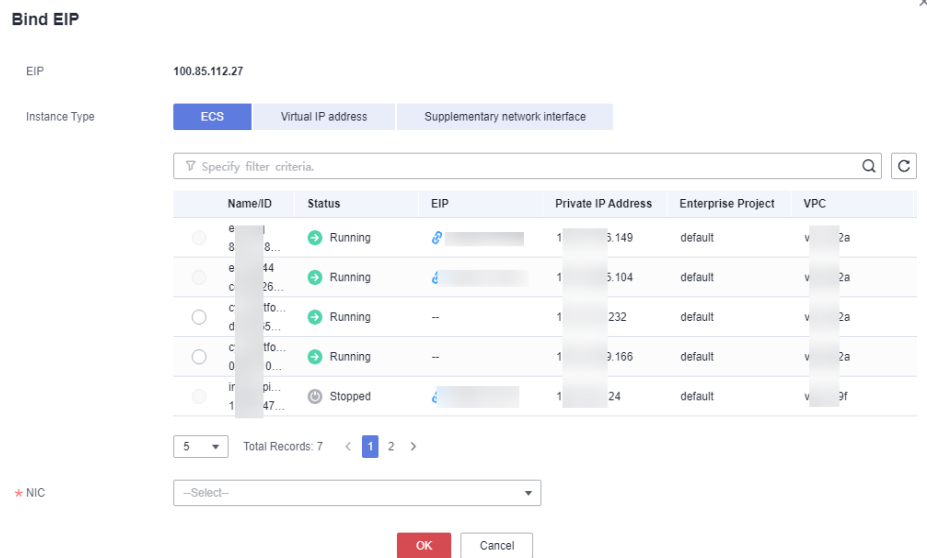 Bind EIP
EIP 100.85.112.27
Instance Type ECS Virtual IP address Supplementary network interface
Specify filter criteria.
Name/ID Status EIP Private IP Address Enterprise Project VPC
Running default
Running default
Running -- default
Running -- default
Stopped default
5 Total Records: 7 < 1 2 >
* NIC --Select--
OK Cancel